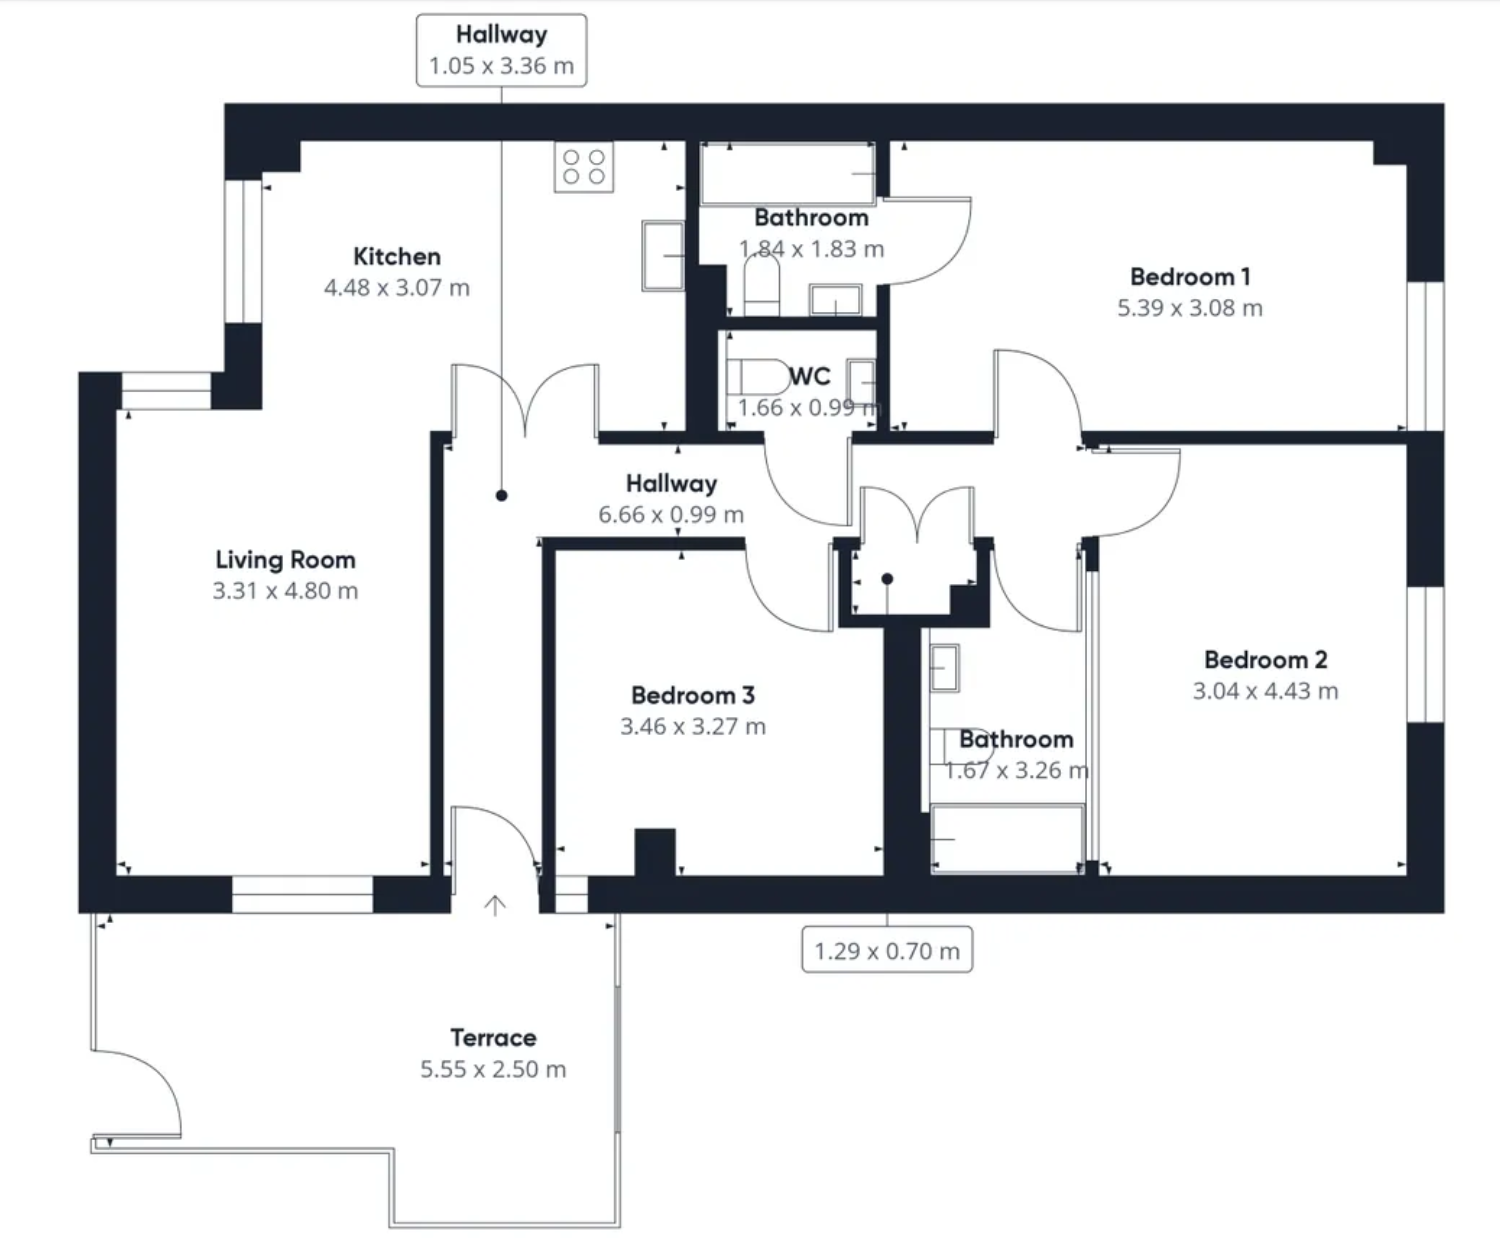 Hallway
1.05 x 3.36 m
Kitchen
4.48 x 3.07 m
Bathroom
1.84 x 1.83 m
Bedroom 1
5.39 x 3.08 m
WC
1.66 x 0.99 m
Hallway
6.66 x 0.99 m
Living Room
3.31 x 4.80 m
Bedroom 3
3.46 x 3.27 m
Bathroom
1.67 x 3.26 m
Bedroom 2
3.04 x 4.43 m
1.29 x 0.70 m
Terrace
5.55 x 2.50 m